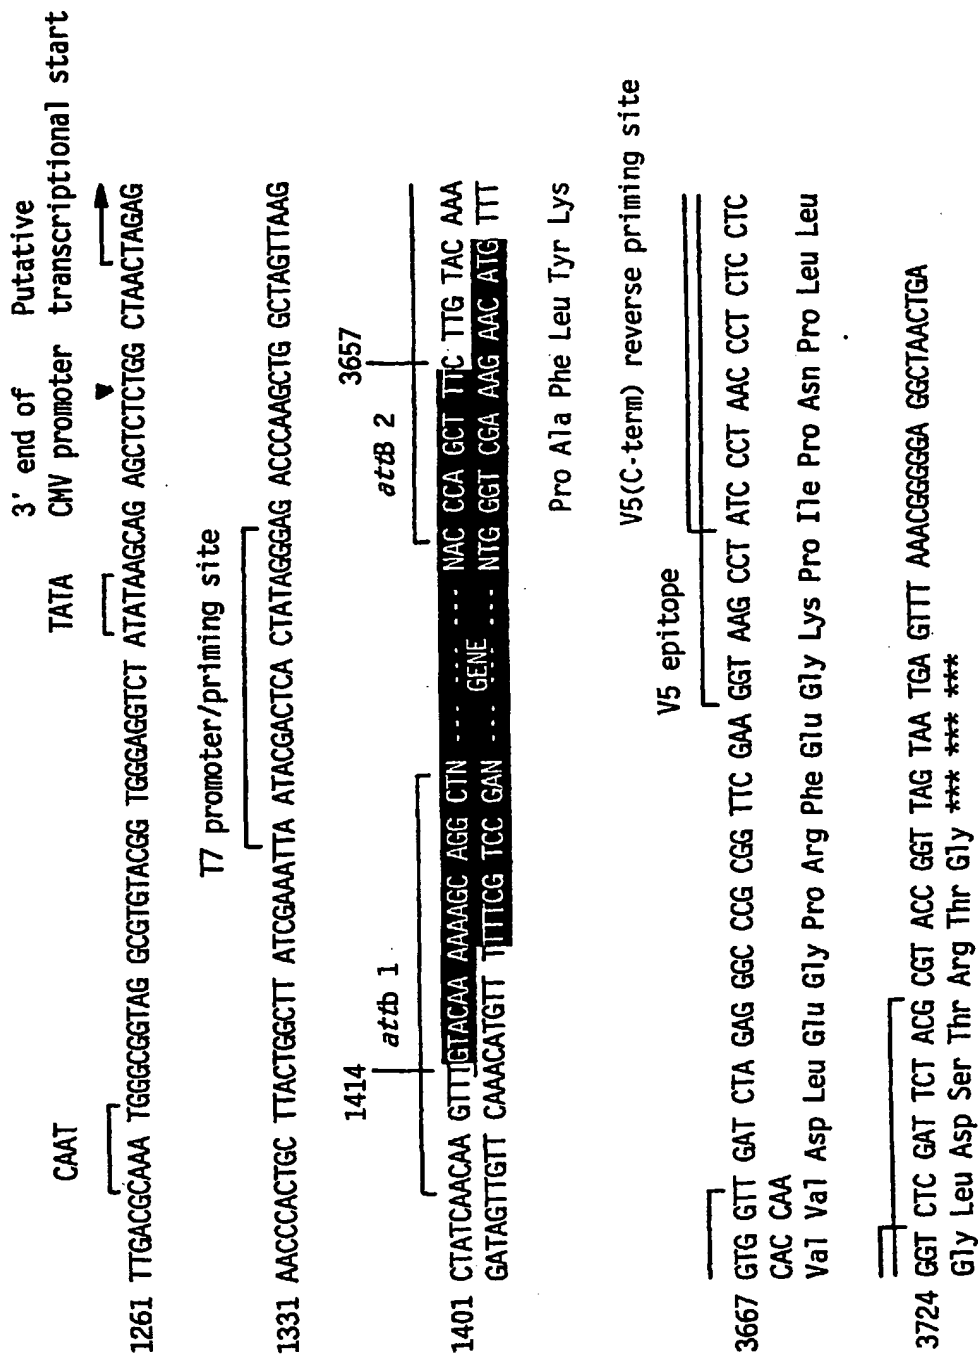 3' end of Putative
CAAT TATA CMV promoter transcriptional start
1261 TTGACGCAAA TGGGCGGTAG GCGTGTACGG TGGGAGGTCT ATATAAGCAG AGCTCTCTGG CTAACTAGAG
T7 promoter/priming site
1331 AACCCACTGC TTACTGGCTT ATCGAAATTA ATACGACTCA CTATAGGGAG ACCCAAGCTG GCTAGTTAAG
1414 3657
attb 1 attB 2
1401 CTATCAACAA GTTTGTACAAA AAAGC AGG CTN ---- ---- NAC CCA GCT TTC TTG TAC AAA
GENE
GATAGTTGTT CAAACATGTT TTTTCG TCC GAN ---- ---- NTG GGT CGA AAG AAC ATG TTT
Pro Ala Phe Leu Tyr Lys
V5(C-term) reverse priming site
V5 epitope
3667 GTG GTT GAT CTA GAG GGC CCG CGG TTC GAA GGT AAG CCT ATC CCT AAC CCT CTC CTC
CAC CAA
Val Val Asp Leu Glu Gly Pro Arg Phe Glu Gly Lys Pro Ile Pro Asn Pro Leu Leu
3724 GGT CTC GAT TCT ACG CGT ACC GGT TAG TAA TGA GTTT AAACGGGGGA GGCTAACTGA
Gly Leu Asp Ser Thr Arg Thr Gly *** *** ***